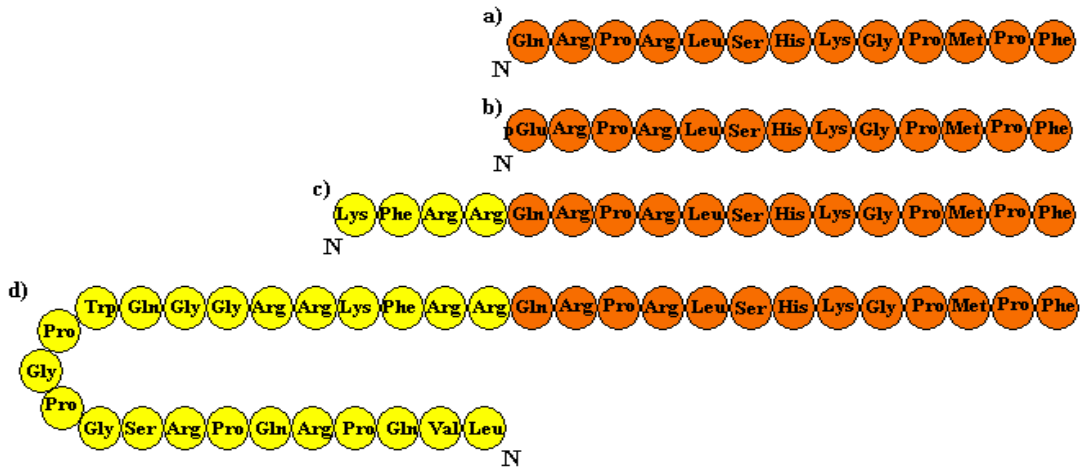 a) Gln Arg Pro Arg Leu Ser His Lys Gly Pro Met Pro Phe
N
b) pGlu Arg Pro Arg Leu Ser His Lys Gly Pro Met Pro Phe
N
c) Lys Phe Arg Arg Gln Arg Pro Arg Leu Ser His Lys Gly Pro Met Pro Phe
N
d) Trp Gln Gly Gly Arg Arg Lys Phe Arg Arg Gln Arg Pro Arg Leu Ser His Lys Gly Pro Met Pro Phe
Pro
Gly
Pro
Gly Ser Arg Pro Gln Arg Pro Gln Val Leu
N